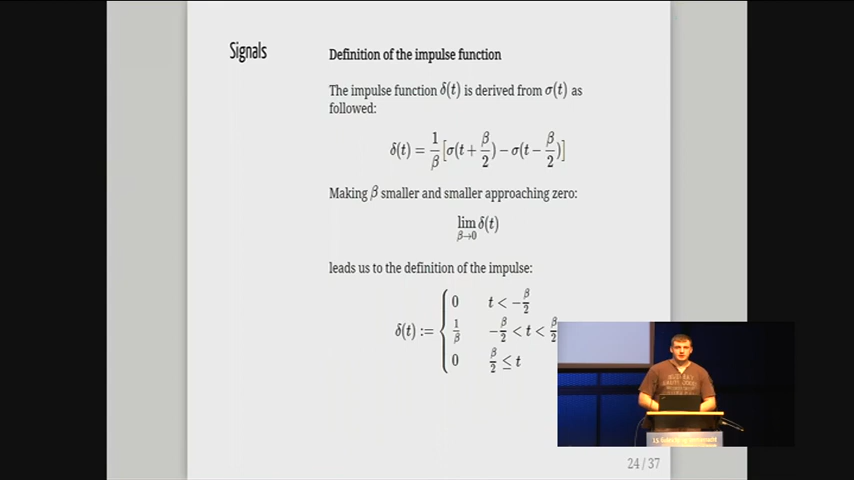 Signals
Definition of the impulse function
The impulse function δ(t) is derived from σ(t) as
followed:
δ(t) = 1/β [σ(t + β/2) − σ(t − β/2)]
Making β smaller and smaller approaching zero:
lim β→0 δ(t)
leads us to the definition of the impulse:
δ(t) := { 0 t < −β/2
1/β −β/2 < t < β/2
0 β/2 ≤ t
24 / 37